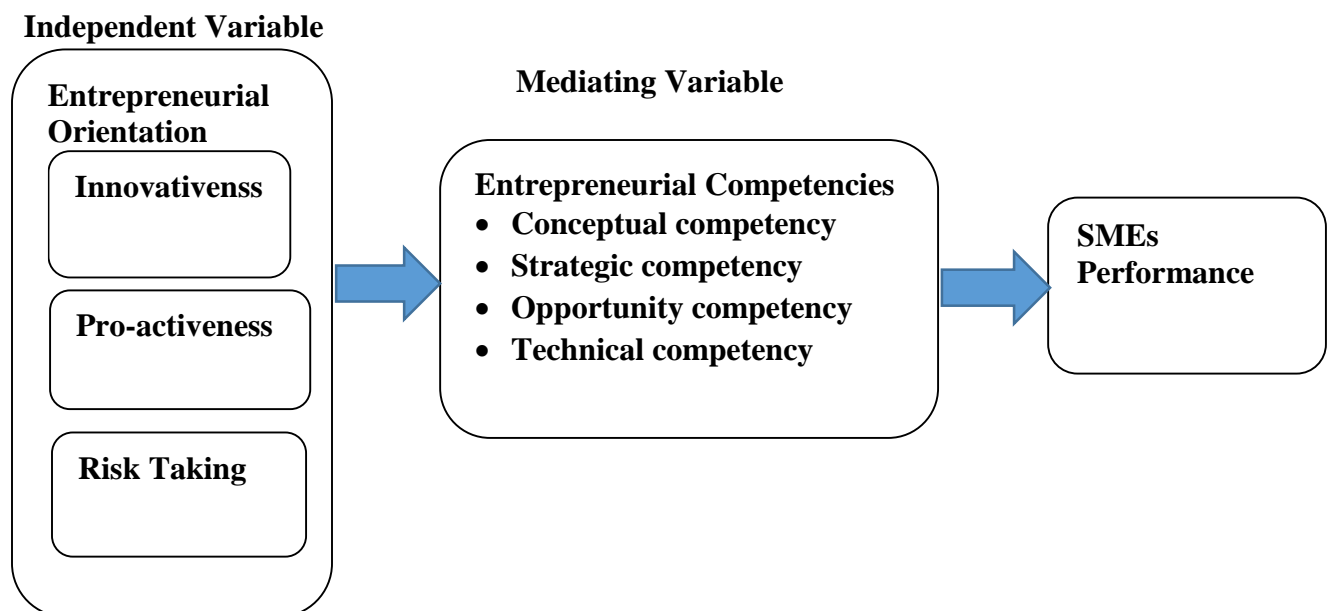 Independent Variable
Entrepreneurial
Orientation
Innovativenss
Pro-activeness
Risk Taking
Mediating Variable
Entrepreneurial Competencies
• Conceptual competency
• Strategic competency
• Opportunity competency
• Technical competency
SMEs
Performance